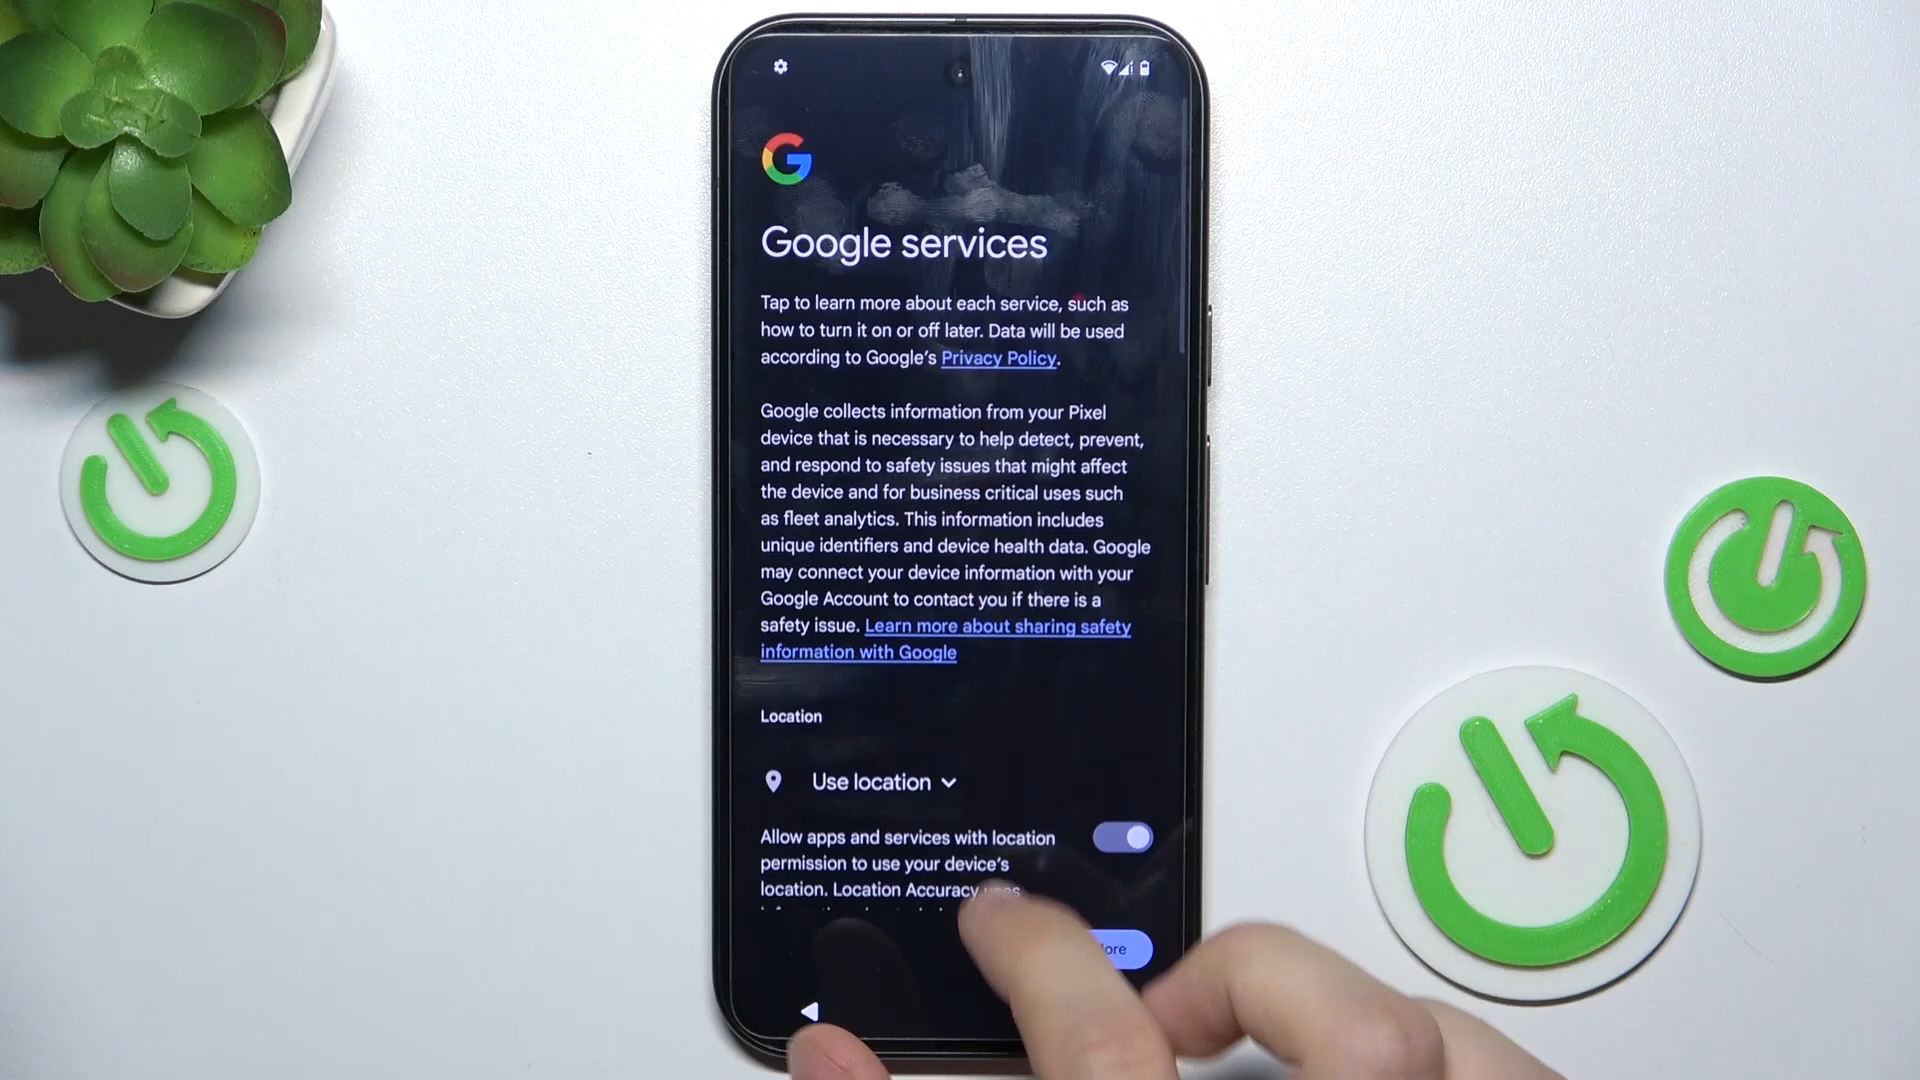 Google services
Tap to learn more about each service, such as
how to turn it on or off later. Data will be used
according to Google's Privacy Policy.
Google collects information from your Pixel
device that is necessary to help detect, prevent,
and respond to safety issues that might affect
the device and for business critical uses such
as fleet analytics. This information includes
unique identifiers and device health data. Google
may connect your device information with your
Google Account to contact you if there is a
safety issue. Learn more about sharing safety
information with Google
Location
Use location
Allow apps and services with location
permission to use your device's
location. Location Accuracy uses